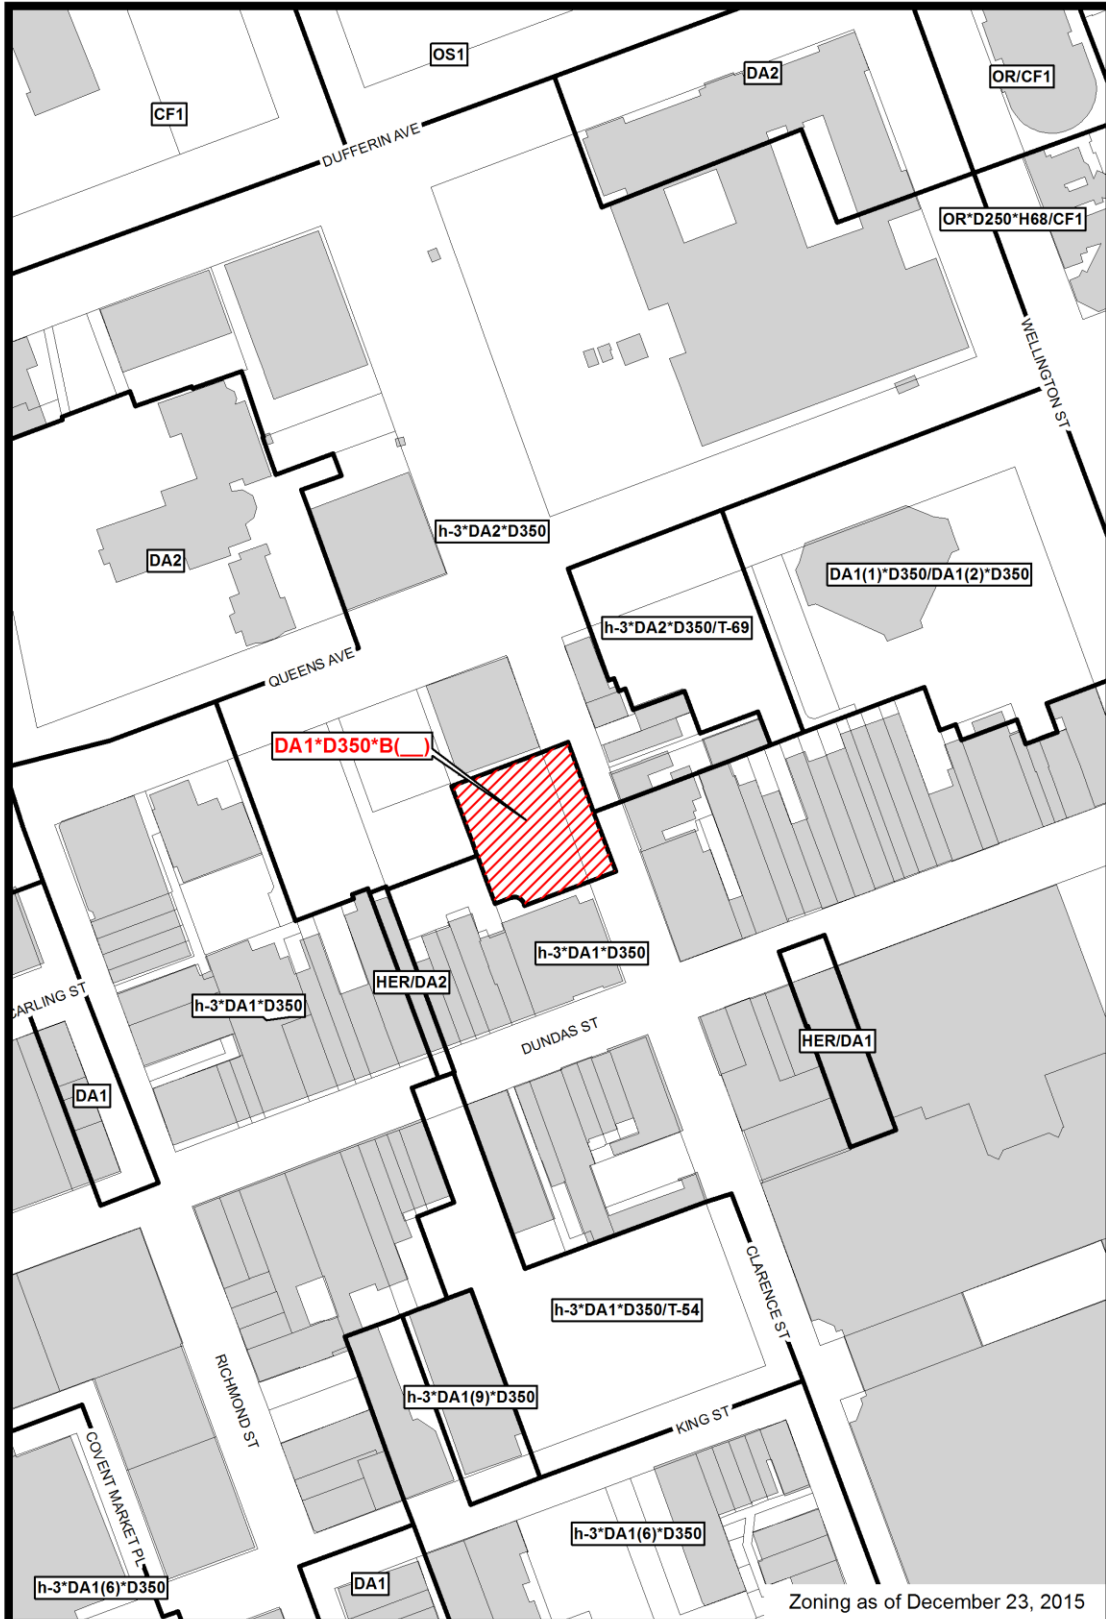 OS1
DA2
OR/CF1
CF1
DUFFERIN AVE
OR*D250*H68/CF1
WELLINGTON ST
h-3*DA2*D350
DA2
DA1(1)*D350/DA1(2)*D350
h-3*DA2*D350/T-69
QUEENS AVE
DA1*D350*B(__)
h-3*DA1*D350
HER/DA2
CARLING ST
h-3*DA1*D350
DUNDAS ST
HER/DA1
DA1
CLARENCE ST
h-3*DA1*D350/T-54
RICHMOND ST
h-3*DA1(9)*D350
KING ST
COVENT MARKET PL
h-3*DA1(6)*D350
DA1
h-3*DA1(6)*D350
Zoning as of December 23, 2015